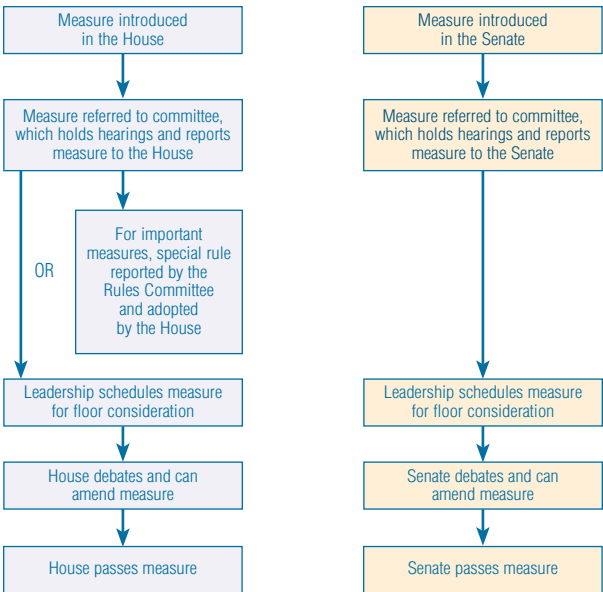 Measure introduced
in the House
Measure referred to committee,
which holds hearings and reports
measure to the House
OR
For important
measures, special rule
reported by the
Rules Committee
and adopted
by the House
Leadership schedules measure
for floor consideration
House debates and can
amend measure
House passes measure
Measure introduced
in the Senate
Measure referred to committee,
which holds hearings and reports
measure to the Senate
Leadership schedules measure
for floor consideration
Senate debates and can
amend measure
Senate passes measure